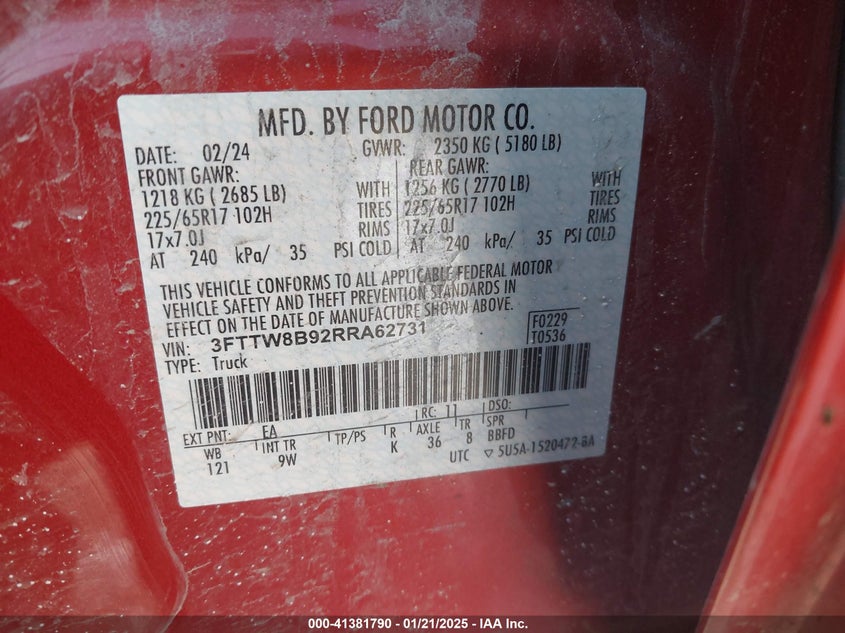 MFD. BY FORD MOTOR CO.
DATE: 02/24 GVWR: 2350 KG ( 5180 LB)
FRONT GAWR: REAR GAWR:
1218 KG ( 2685 LB) WITH 1256 KG ( 2770 LB) WITH
225/65R17 102H TIRES 225/65R17 102H TIRES
17x7.0J RIMS 17x7.0J RIMS
AT 240 kPa/ 35 PSI COLD AT 240 kPa/ 35 PSI COLD
THIS VEHICLE CONFORMS TO ALL APPLICABLE FEDERAL MOTOR
VEHICLE SAFETY AND THEFT PREVENTION STANDARDS IN
EFFECT ON THE DATE OF MANUFACTURE SHOWN ABOVE.
VIN: 3FTTW8B92RRA62731 F0229
TYPE: Truck T0536
EXT PNT: EA RC: 11 DSO:
WB INT TR TP/PS R AXLE TR SPR
121 9W K 36 8 BBFD
UTC 5U5A-1520472-BA
000-41381790 — 01/21/2025 — IAA Inc.